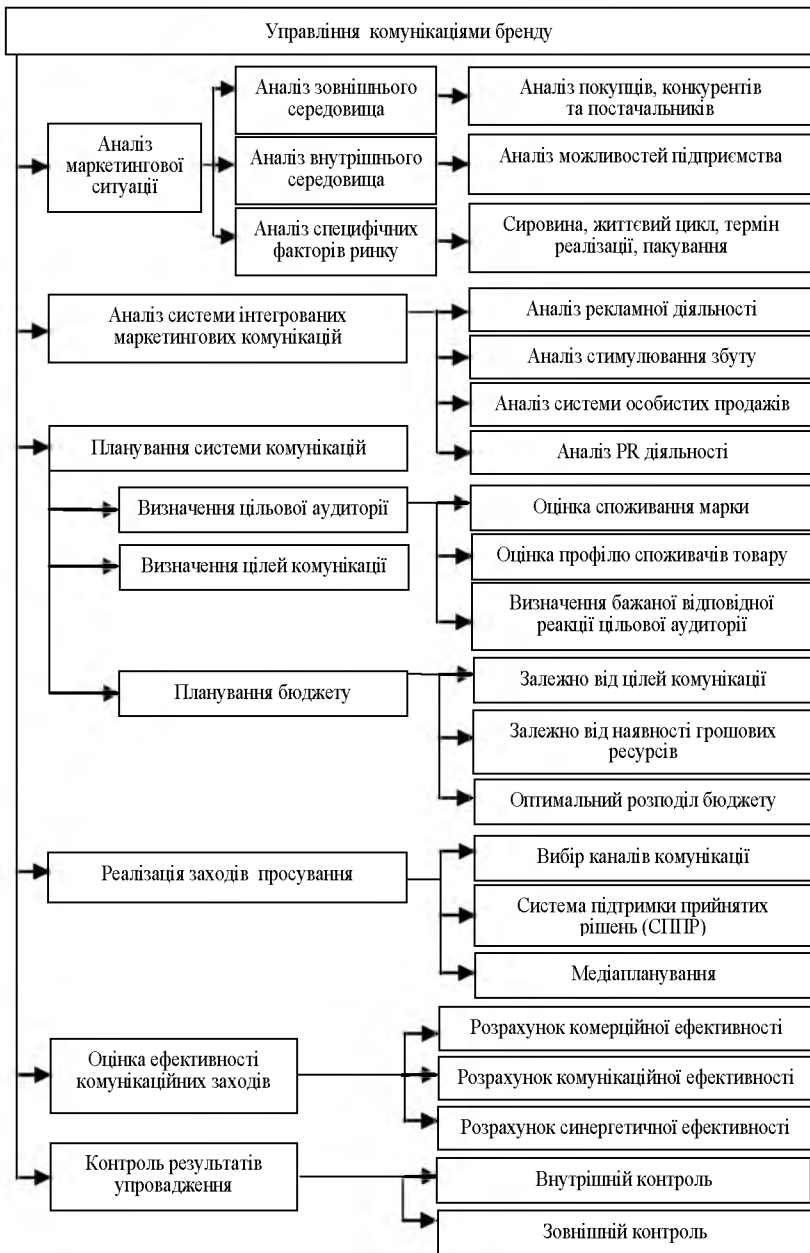 Управління комунікаціями бренду
Аналіз
маркетингової
ситуації
Аналіз зовнішнього
середовища
Аналіз покупців, конкурентів
та постачальників
Аналіз внутрішнього
середовища
Аналіз можливостей підприємства
Аналіз специфічних
факторів ринку
Сировина, життєвий цикл, термін
реалізації, пакування
Аналіз системи інтегрованих
маркетингових комунікацій
Аналіз рекламної діяльності
Аналіз стимулювання збуту
Аналіз системи особистих продажів
Аналіз PR діяльності
Планування системи комунікацій
Визначення цільової аудиторії
Оцінка споживання марки
Оцінка профілю споживачів товару
Визначення бажаної відповідної
реакції цільової аудиторії
Визначення цілей комунікації
Планування бюджету
Залежно від цілей комунікації
Залежно від наявності грошових
ресурсів
Оптимальний розподіл бюджету
Реалізація заходів просування
Вибір каналів комунікації
Система підтримки прийнятих
рішень (СППР)
Медіапланування
Оцінка ефективності
комунікаційних заходів
Розрахунок комерційної ефективності
Розрахунок комунікаційної ефективності
Розрахунок синергетичної ефективності
Контроль результатів
упровадження
Внутрішній контроль
Зовнішній контроль